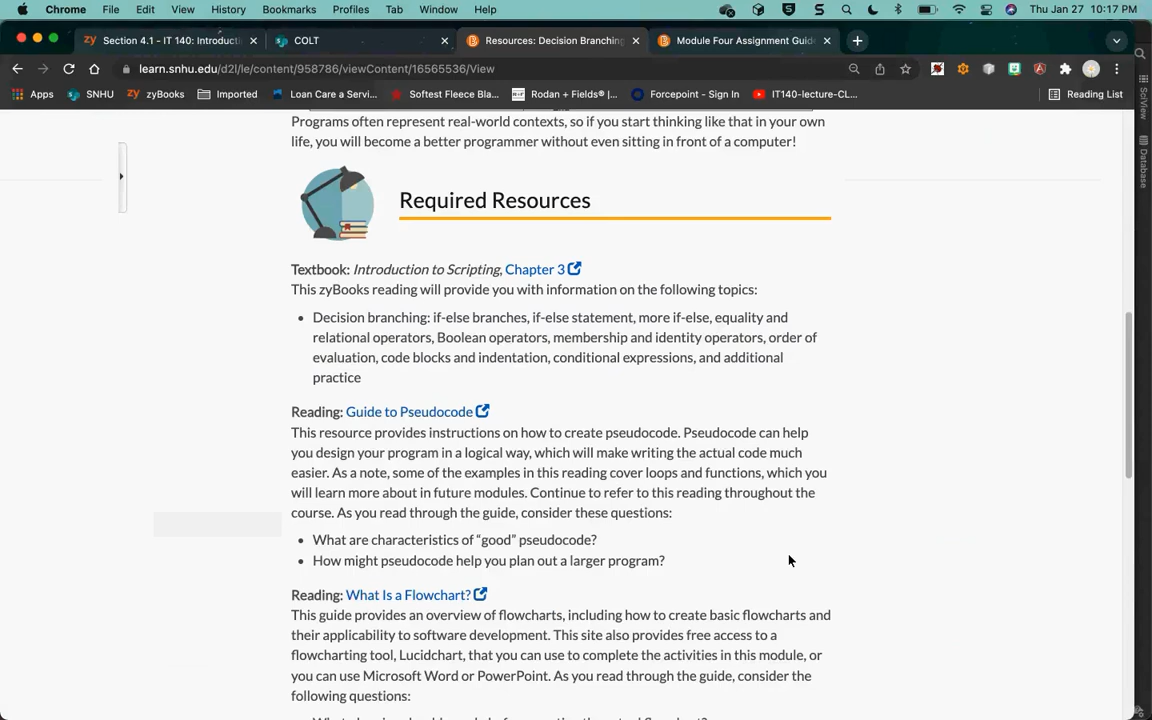 Chrome File Edit View History Bookmarks Profiles Tab Window Help Thu Jan 27 10:17 PM
Section 4.1 - IT 140: Introducti COLT Resources: Decision Branching Module Four Assignment Guide
learn.snhu.edu/d2l/le/content/958786/viewContent/16565536/View
Apps SNHU zyBooks Imported Loan Care a Servi... Softest Fleece Bla... Rodan + Fields®|... Forcepoint - Sign In IT140-lecture-CL... Reading List
SciView
Database
Programs often represent real-world contexts, so if you start thinking like that in your own
life, you will become a better programmer without even sitting in front of a computer!
Required Resources
Textbook: Introduction to Scripting, Chapter 3
This zyBooks reading will provide you with information on the following topics:
• Decision branching: if-else branches, if-else statement, more if-else, equality and
relational operators, Boolean operators, membership and identity operators, order of
evaluation, code blocks and indentation, conditional expressions, and additional
practice
Reading: Guide to Pseudocode
This resource provides instructions on how to create pseudocode. Pseudocode can help
you design your program in a logical way, which will make writing the actual code much
easier. As a note, some of the examples in this reading cover loops and functions, which you
will learn more about in future modules. Continue to refer to this reading throughout the
course. As you read through the guide, consider these questions:
• What are characteristics of “good” pseudocode?
• How might pseudocode help you plan out a larger program?
Reading: What Is a Flowchart?
This guide provides an overview of flowcharts, including how to create basic flowcharts and
their applicability to software development. This site also provides free access to a
flowcharting tool, Lucidchart, that you can use to complete the activities in this module, or
you can use Microsoft Word or PowerPoint. As you read through the guide, consider the
following questions: